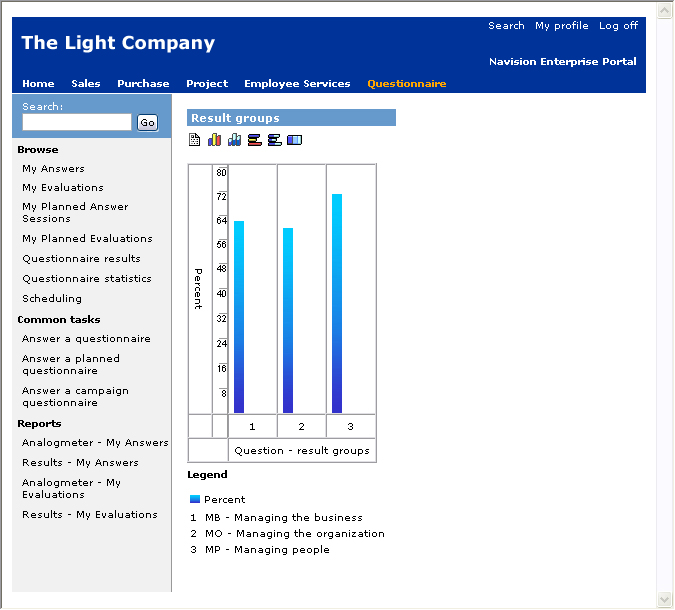 Search My profile Log off
The Light Company
Navision Enterprise Portal
Home Sales Purchase Project Employee Services Questionnaire
Search:
Go
Browse
My Answers
My Evaluations
My Planned Answer
Sessions
My Planned Evaluations
Questionnaire results
Questionnaire statistics
Scheduling
Common tasks
Answer a questionnaire
Answer a planned
questionnaire
Answer a campaign
questionnaire
Reports
Analogmeter - My Answers
Results - My Answers
Analogmeter - My
Evaluations
Results - My Evaluations
Result groups
Percent
80
72
64
56
48
40
32
24
16
8
1 2 3
Question - result groups
Legend
Percent
1 MB - Managing the business
2 MO - Managing the organization
3 MP - Managing people